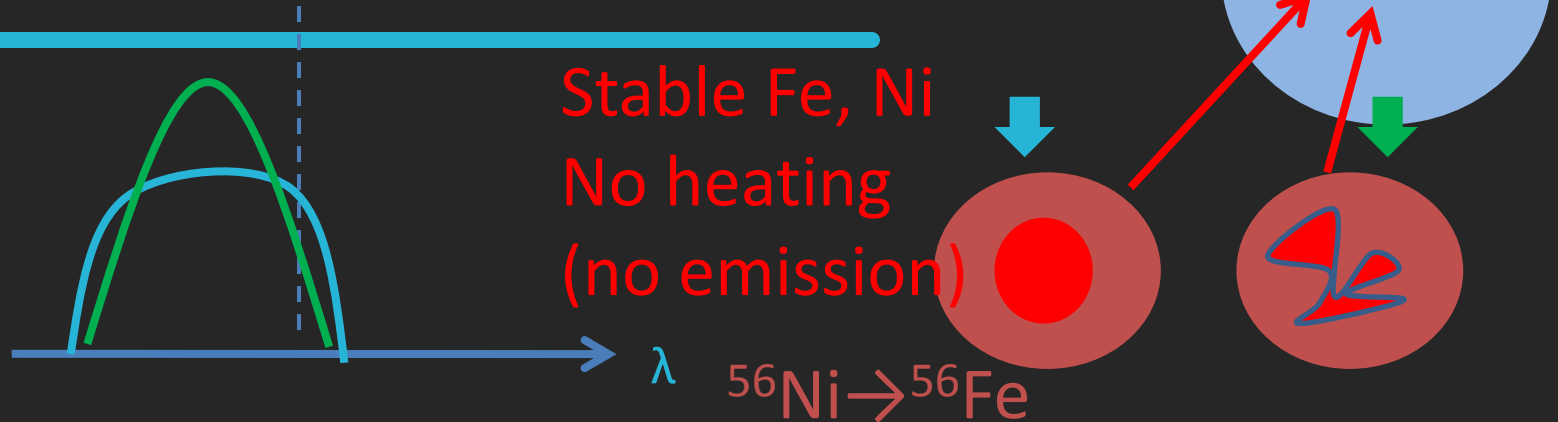 Stable Fe, Ni
No heating
(no emission)
λ
⁵⁶Ni→⁵⁶Fe